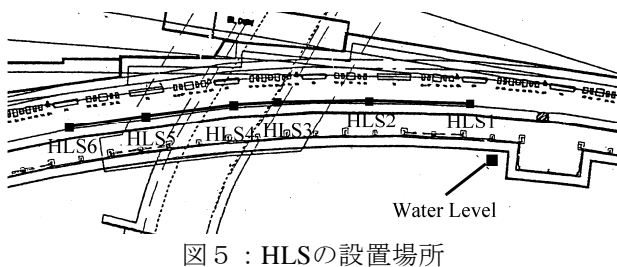 HLS6 HLS5 HLS4 HLS3 HLS2 HLS1
Water Level
図５：HLSの設置場所